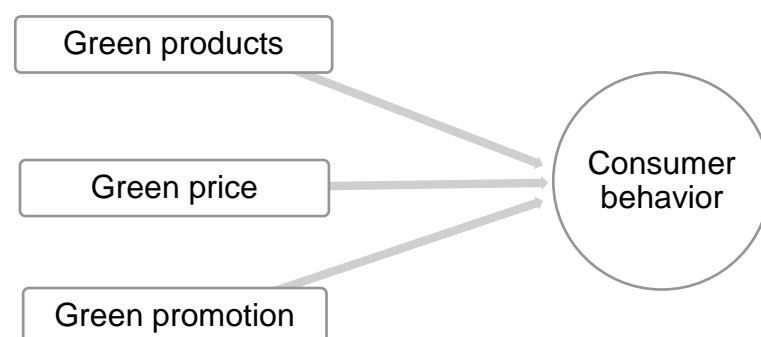 Green products
Green price
Consumer
behavior
Green promotion